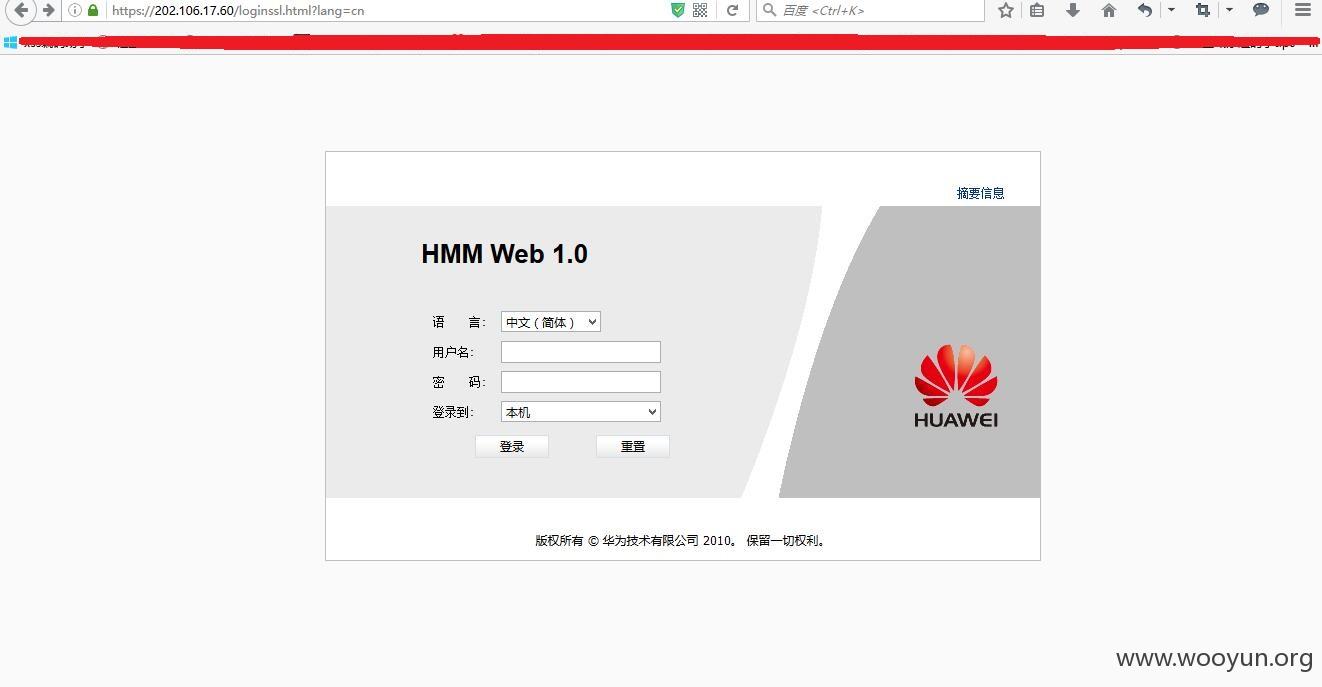 https://202.106.17.60/loginssl.html?lang=cn
百度 <Ctrl+K>
摘要信息
HMM Web 1.0
语 言： 中文（简体）
用户名：
密 码：
登录到： 本机
登录 重置
HUAWEI
版权所有 © 华为技术有限公司 2010。 保留一切权利。
www.wooyun.org